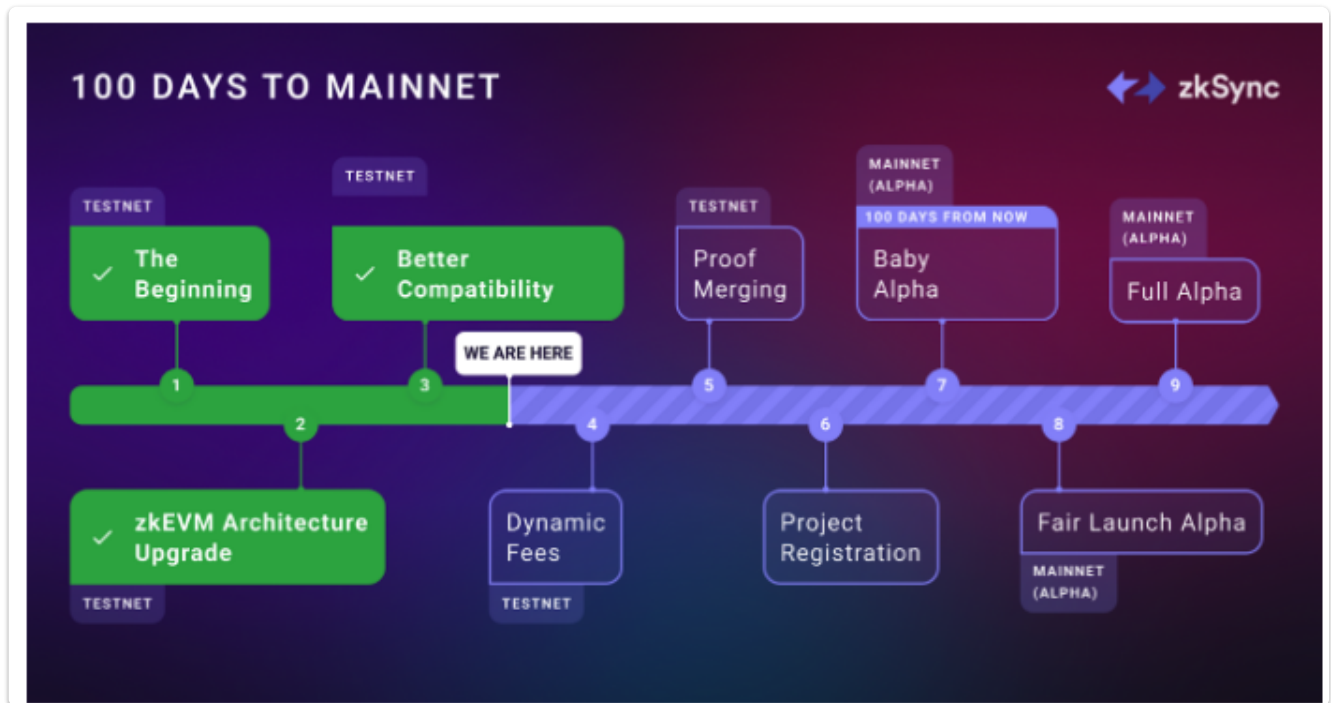 100 DAYS TO MAINNET
zkSync
TESTNET
The
Beginning
1
2
zkEVM Architecture
Upgrade
TESTNET
TESTNET
Better
Compatibility
3
WE ARE HERE
4
Dynamic
Fees
TESTNET
TESTNET
Proof
Merging
5
6
Project
Registration
MAINNET
(ALPHA)
100 DAYS FROM NOW
Baby
Alpha
7
8
Fair Launch Alpha
MAINNET
(ALPHA)
MAINNET
(ALPHA)
Full Alpha
9